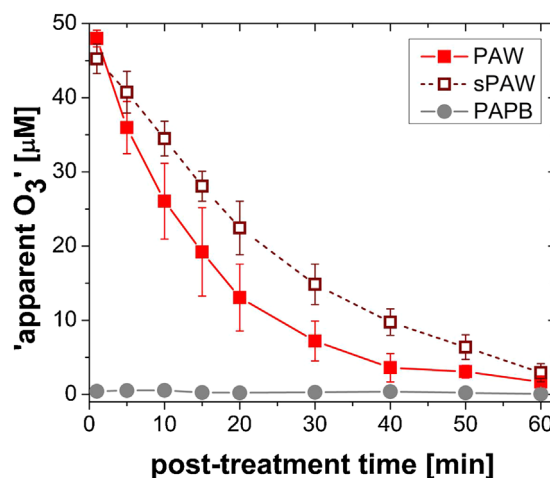 50
40
30
20
10
0
'apparent O3' [μM]
PAW
sPAW
PAPB
0 10 20 30 40 50 60
post-treatment time [min]